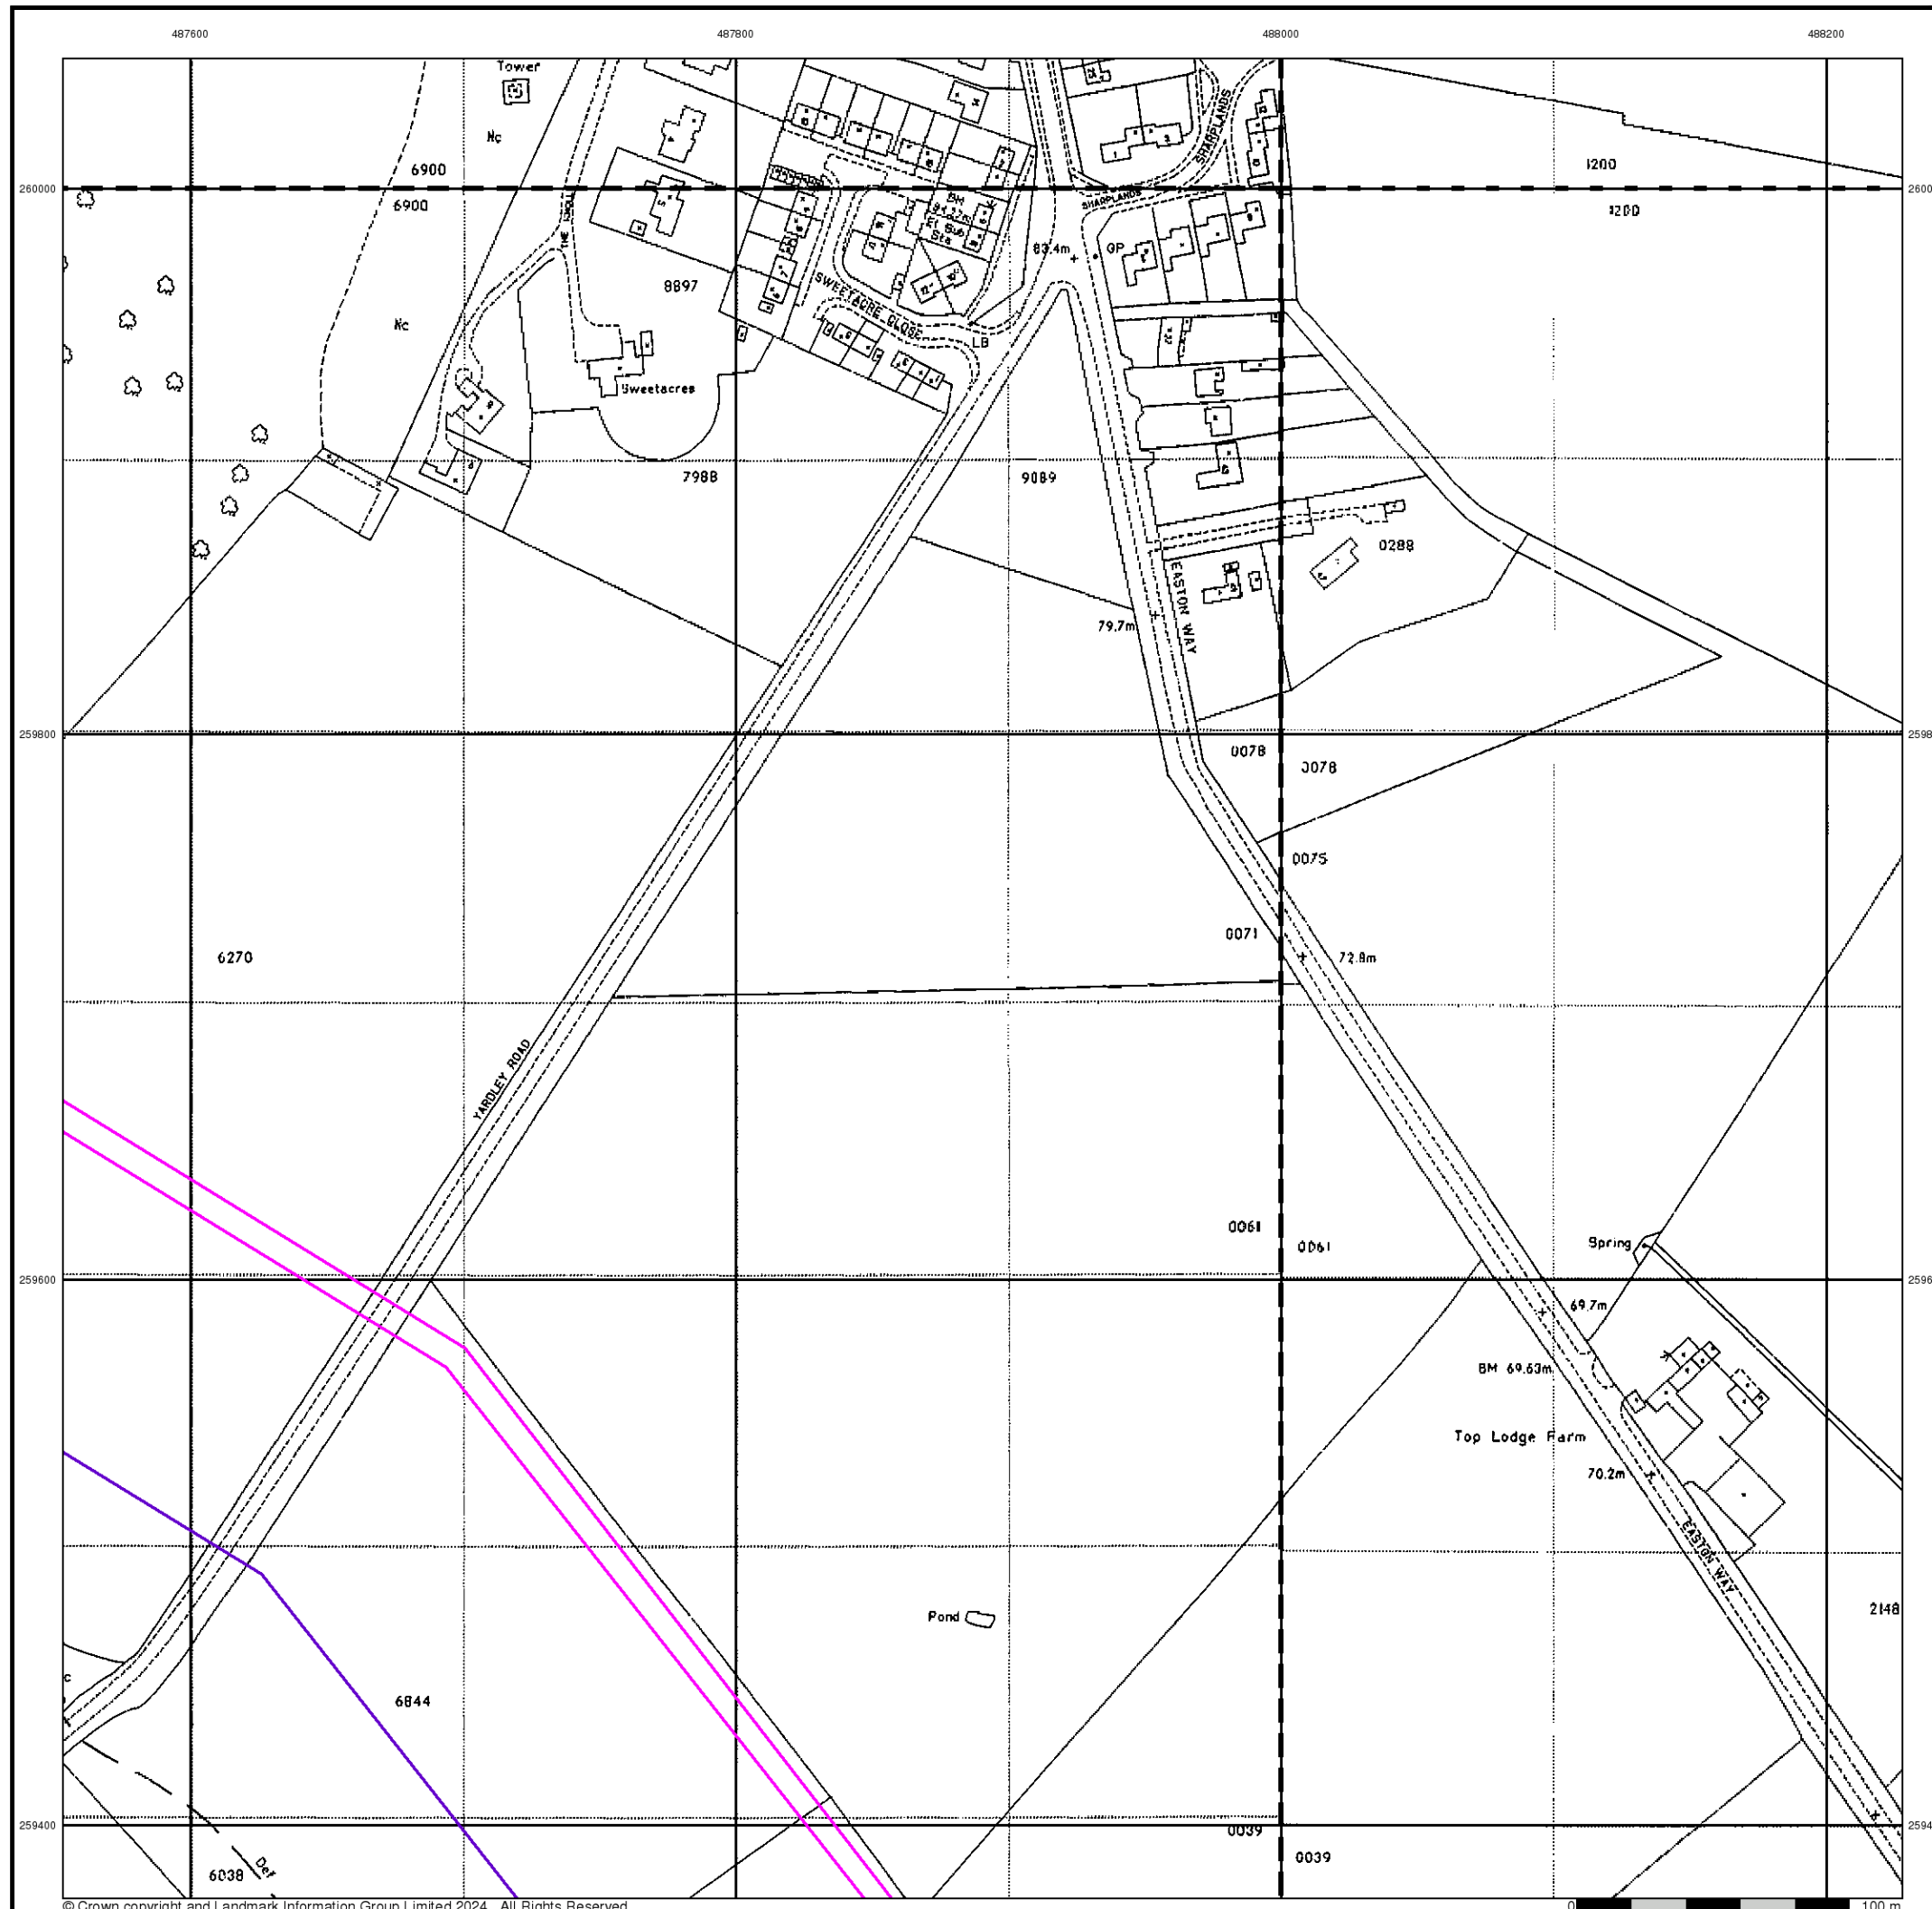 487600
487800
488000
488200
Tower
Nc
6900
260000
6900
1200
1200
THE KNOLL
SHARPLANDS
SHARPLANDS
Sub
Sta
83.4m
GP
8897
Nc
SWEETACRE CLOSE
LB
Sweetacres
7988
9089
0288
EASTON WAY
79.7m
259800
0078
0078
0075
0071
72.8m
6270
YARDLEY ROAD
0061
0061
Spring
259600
69.7m
BM 69.63m
Top Lodge Farm
70.2m
EASTON WAY
Pond
2148
6844
259400
0039
0039
6038
Def
© Crown copyright and Landmark Information Group Limited 2024. All Rights Reserved.
0
100 m